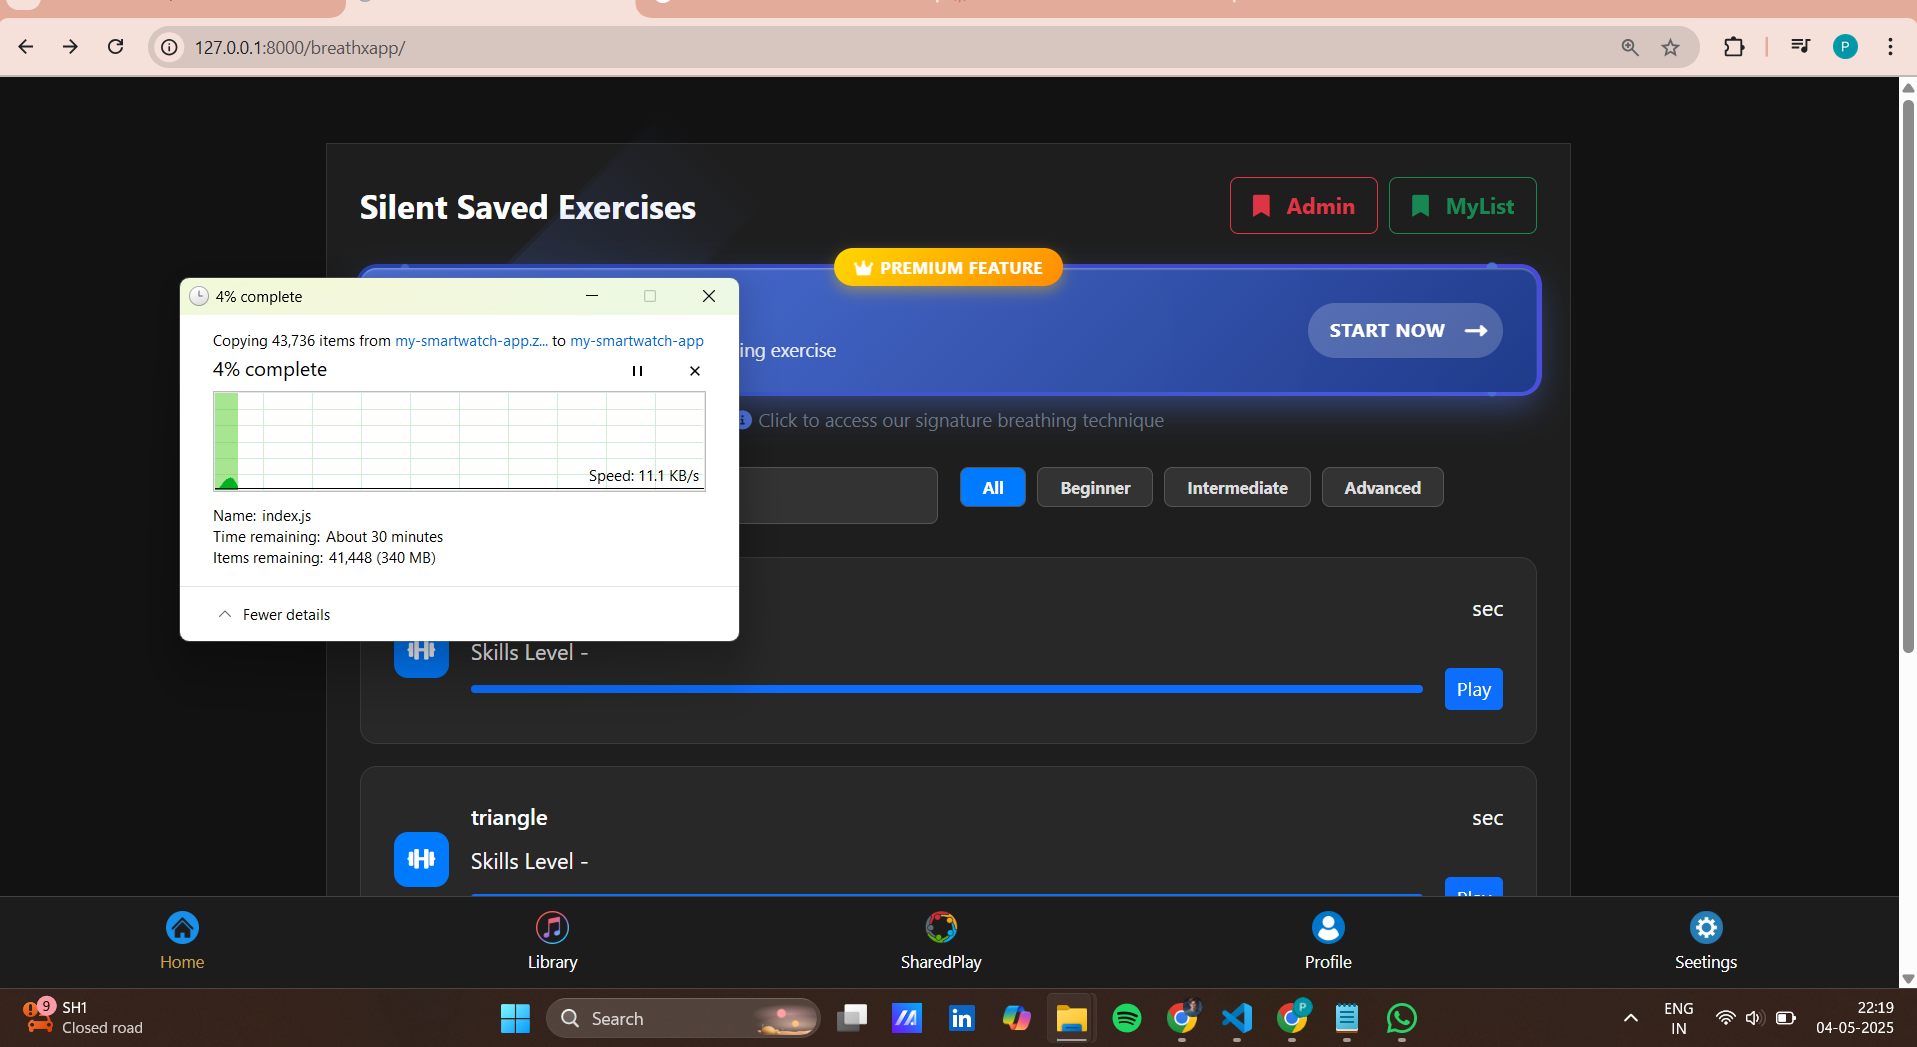 127.0.0.1:8000/breathxapp/
P
Silent Saved Exercises
Admin
MyList
PREMIUM FEATURE
START NOW
ing exercise
Click to access our signature breathing technique
All
Beginner
Intermediate
Advanced
4% complete
Copying 43,736 items from my-smartwatch-app.z... to my-smartwatch-app
4% complete
Speed: 11.1 KB/s
Name: index.js
Time remaining: About 30 minutes
Items remaining: 41,448 (340 MB)
Fewer details
sec
Skills Level -
Play
triangle
sec
Skills Level -
Play
Home
Library
SharedPlay
Profile
Seetings
9
SH1
Closed road
Search
in
P
ENG
IN
22:19
04-05-2025